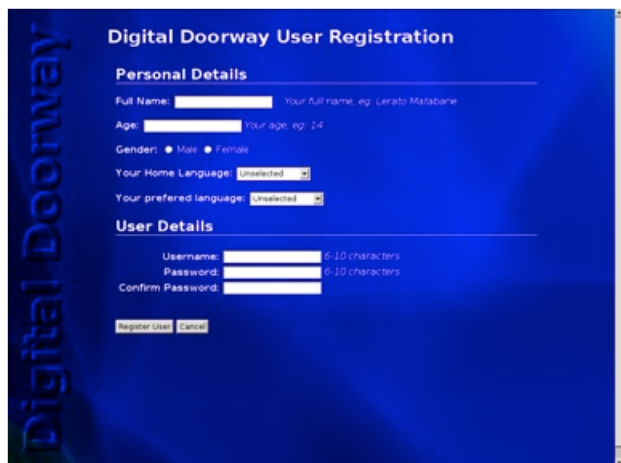 Digital Doorway
Digital Doorway User Registration
Personal Details
Full Name: Your full name, eg: Lerato Matabane
Age: Your age, eg: 14
Gender: Male Female
Your Home Language: Unselected
Your prefered language: Unselected
User Details
Username: 6-10 characters
Password: 6-10 characters
Confirm Password:
Register User Cancel